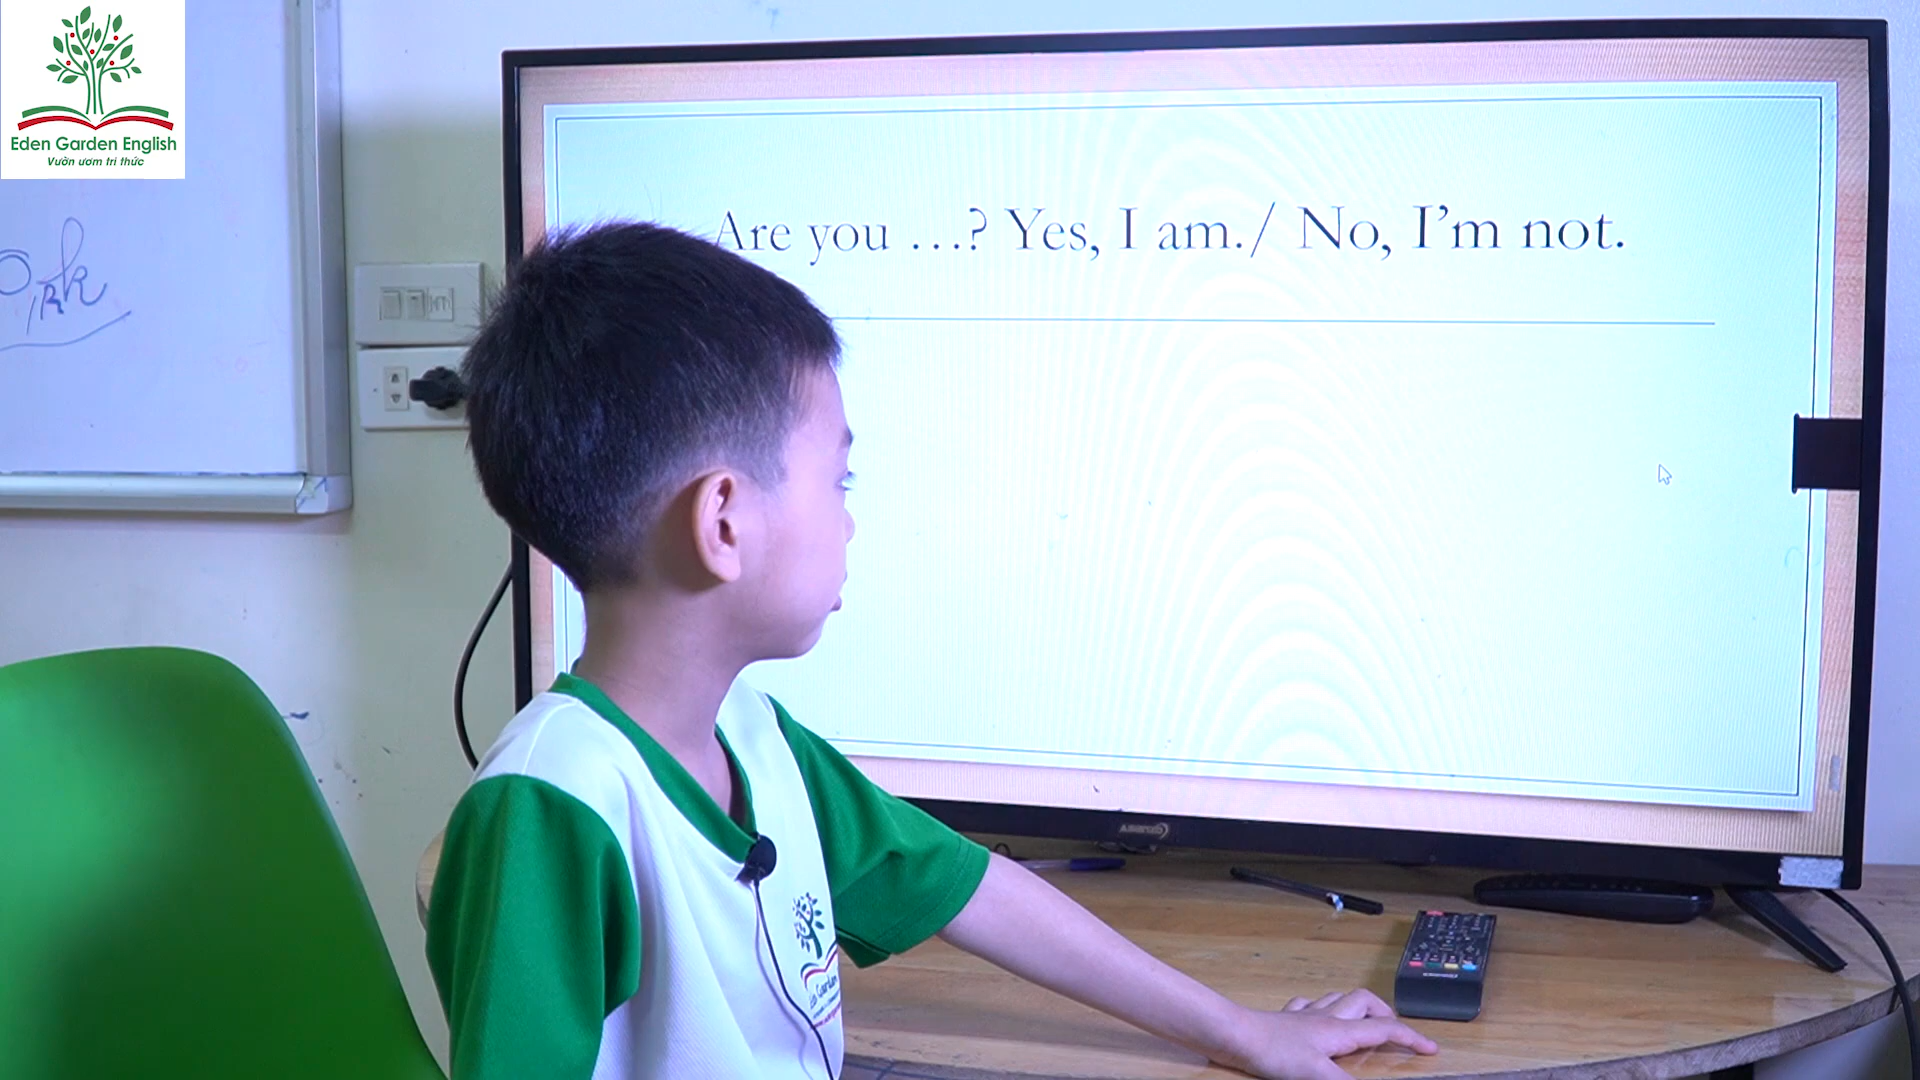 Eden Garden English
Vườn ươm tri thức
Are you ...? Yes, I am./ No, I'm not.